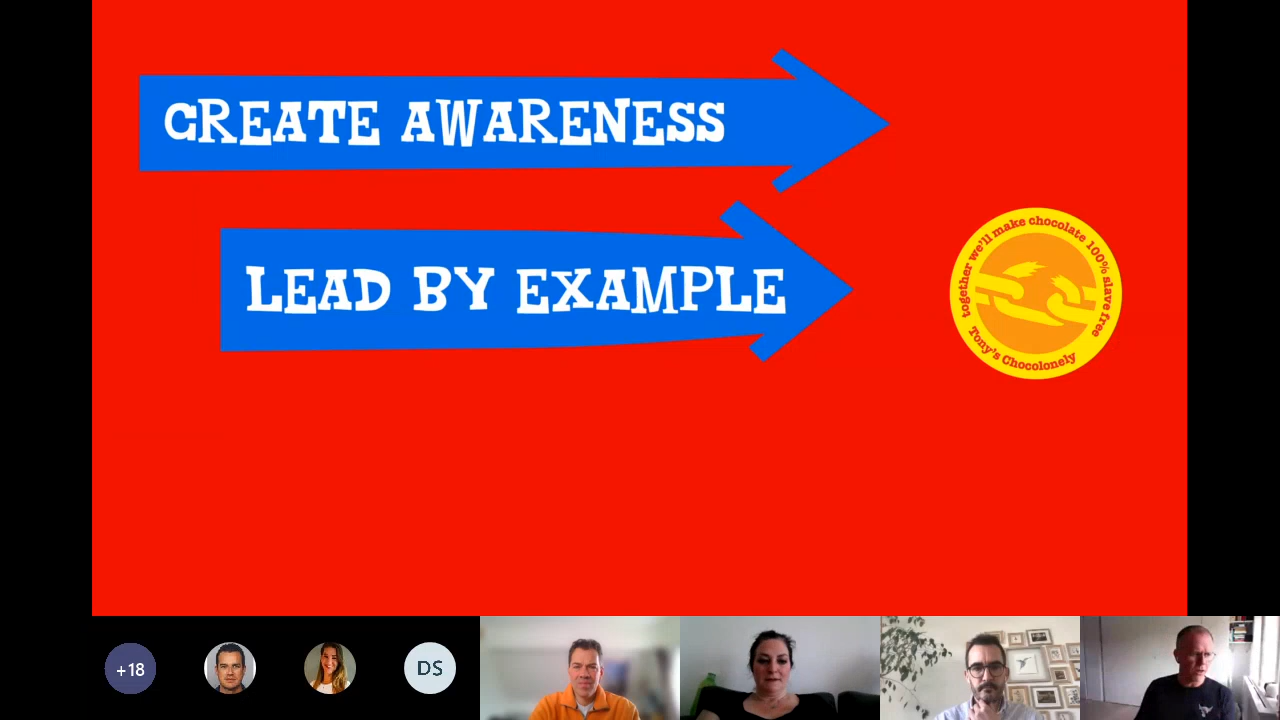 CREATE AWARENESS
LEAD BY EXAMPLE
together we'll make chocolate 100% slave free
Tony's Chocolonely
+18
DS